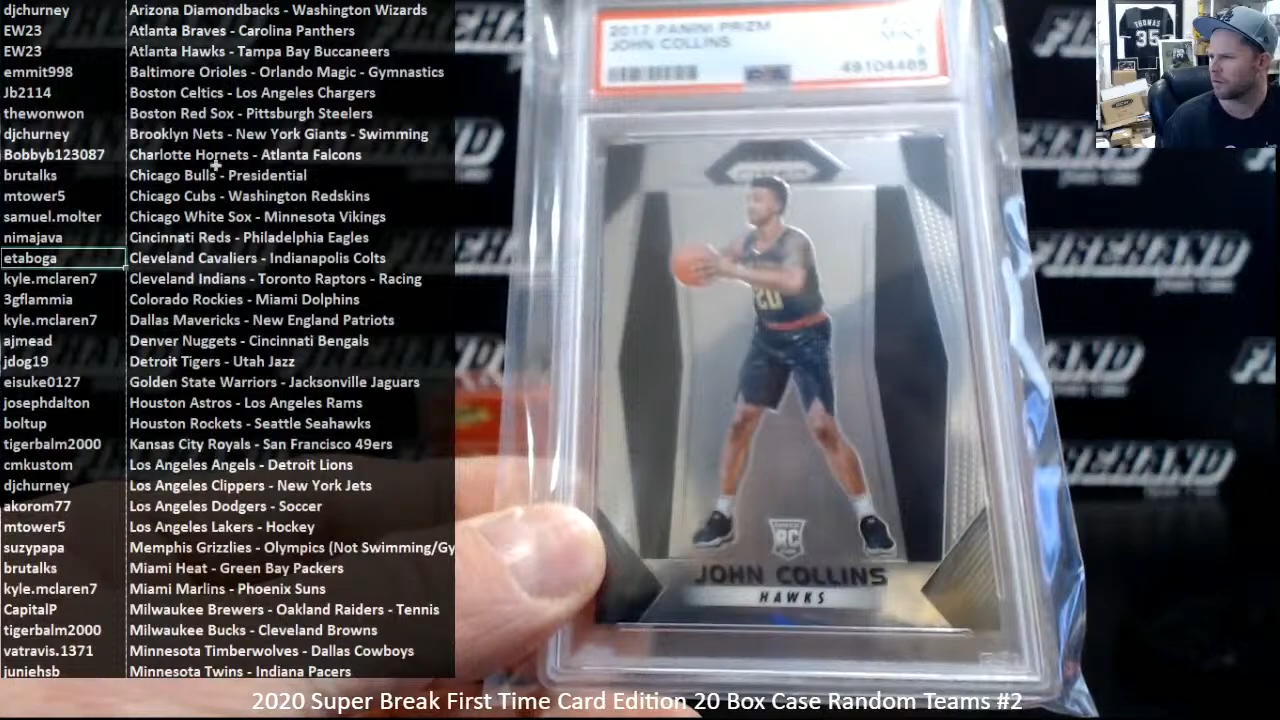 djchurney Arizona Diamondbacks - Washington Wizards
EW23 Atlanta Braves - Carolina Panthers
EW23 Atlanta Hawks - Tampa Bay Buccaneers
emmit998 Baltimore Orioles - Orlando Magic - Gymnastics
Jb2114 Boston Celtics - Los Angeles Chargers
thewonwon Boston Red Sox - Pittsburgh Steelers
djchurney Brooklyn Nets - New York Giants - Swimming
Bobbyb123087 Charlotte Hornets - Atlanta Falcons
brutalks Chicago Bulls - Presidential
mtower5 Chicago Cubs - Washington Redskins
samuel.molter Chicago White Sox - Minnesota Vikings
nimajava Cincinnati Reds - Philadelphia Eagles
etaboga Cleveland Cavaliers - Indianapolis Colts
kyle.mclaren7 Cleveland Indians - Toronto Raptors - Racing
3gflammia Colorado Rockies - Miami Dolphins
kyle.mclaren7 Dallas Mavericks - New England Patriots
ajmead Denver Nuggets - Cincinnati Bengals
jdog19 Detroit Tigers - Utah Jazz
eisuke0127 Golden State Warriors - Jacksonville Jaguars
josephdalton Houston Astros - Los Angeles Rams
boltup Houston Rockets - Seattle Seahawks
tigerbalm2000 Kansas City Royals - San Francisco 49ers
cmkustom Los Angeles Angels - Detroit Lions
djchurney Los Angeles Clippers - New York Jets
akorom77 Los Angeles Dodgers - Soccer
mtower5 Los Angeles Lakers - Hockey
suzypapa Memphis Grizzlies - Olympics (Not Swimming/Gy
brutalks Miami Heat - Green Bay Packers
kyle.mclaren7 Miami Marlins - Phoenix Suns
CapitalP Milwaukee Brewers - Oakland Raiders - Tennis
tigerbalm2000 Milwaukee Bucks - Cleveland Browns
vatravis.1371 Minnesota Timberwolves - Dallas Cowboys
juniehsb Minnesota Twins - Indiana Pacers
2017 PANINI PRIZM
JOHN COLLINS MINT
9
49104465
20
RC
JOHN COLLINS
HAWKS
THOMAS
35
FIREHAND
FIREHAND
FIREHAND
2020 Super Break First Time Card Edition 20 Box Case Random Teams #2